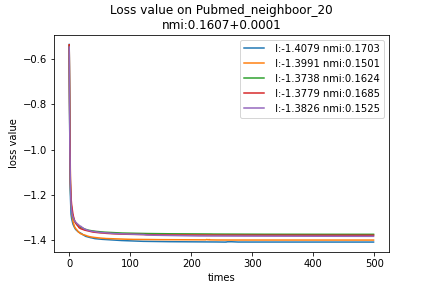 Loss value on Pubmed_neighboor_20
nmi:0.1607+0.0001
l:-1.4079 nmi:0.1703
l:-1.3991 nmi:0.1501
l:-1.3738 nmi:0.1624
l:-1.3779 nmi:0.1685
l:-1.3826 nmi:0.1525
loss value
−0.6
−0.8
−1.0
−1.2
−1.4
0
100
200
300
400
500
times